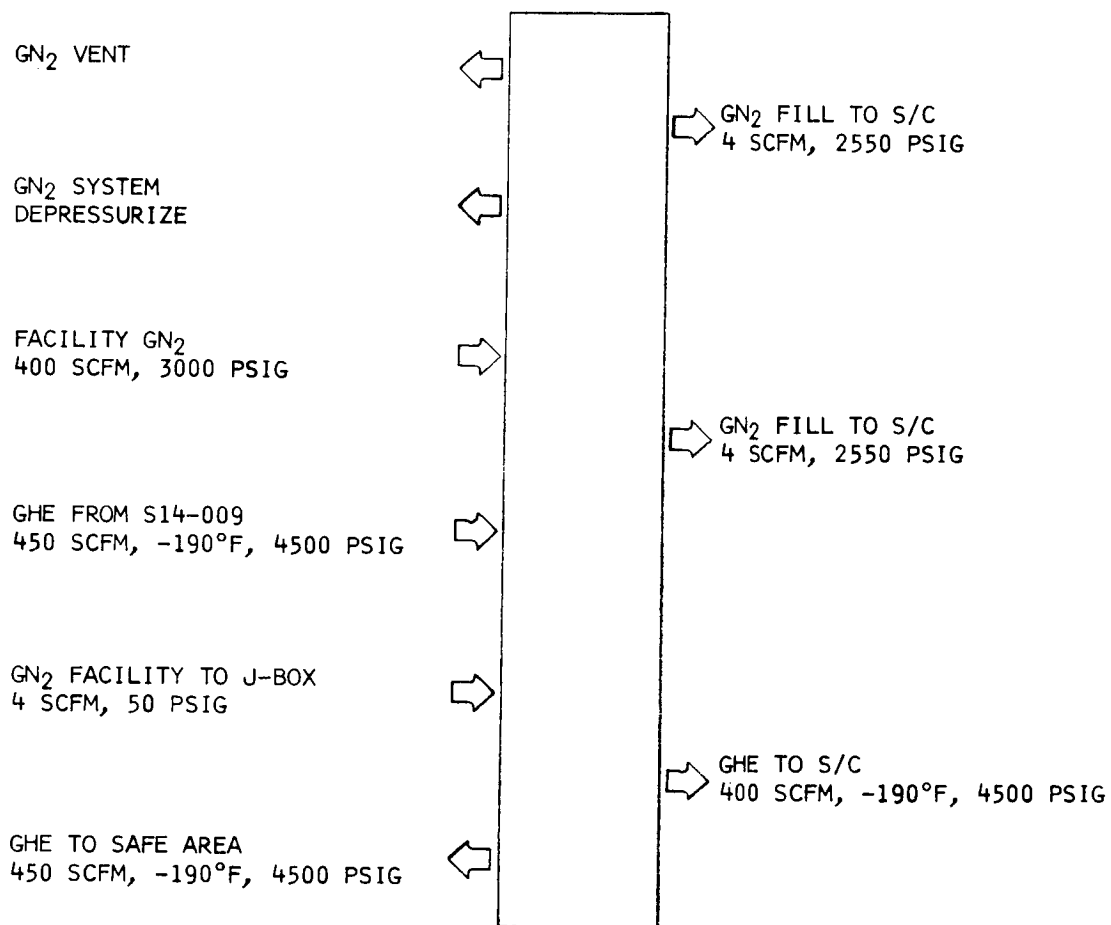 GN₂ VENT
GN₂ SYSTEM
DEPRESSURIZE
FACILITY GN₂
400 SCFM, 3000 PSIG
GHE FROM S14-009
450 SCFM, -190°F, 4500 PSIG
GN₂ FACILITY TO J-BOX
4 SCFM, 50 PSIG
GHE TO SAFE AREA
450 SCFM, -190°F, 4500 PSIG
GN₂ FILL TO S/C
4 SCFM, 2550 PSIG
GN₂ FILL TO S/C
4 SCFM, 2550 PSIG
GHE TO S/C
400 SCFM, -190°F, 4500 PSIG